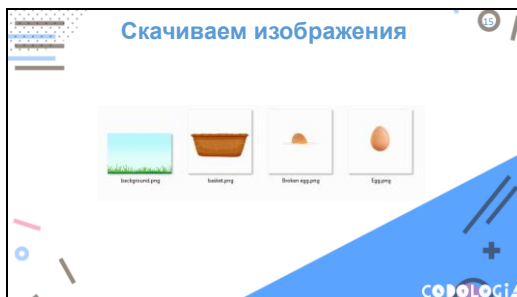 Скачиваем изображения
15
background.png
basket.png
Broken egg.png
Egg.png
CODOLOGIA